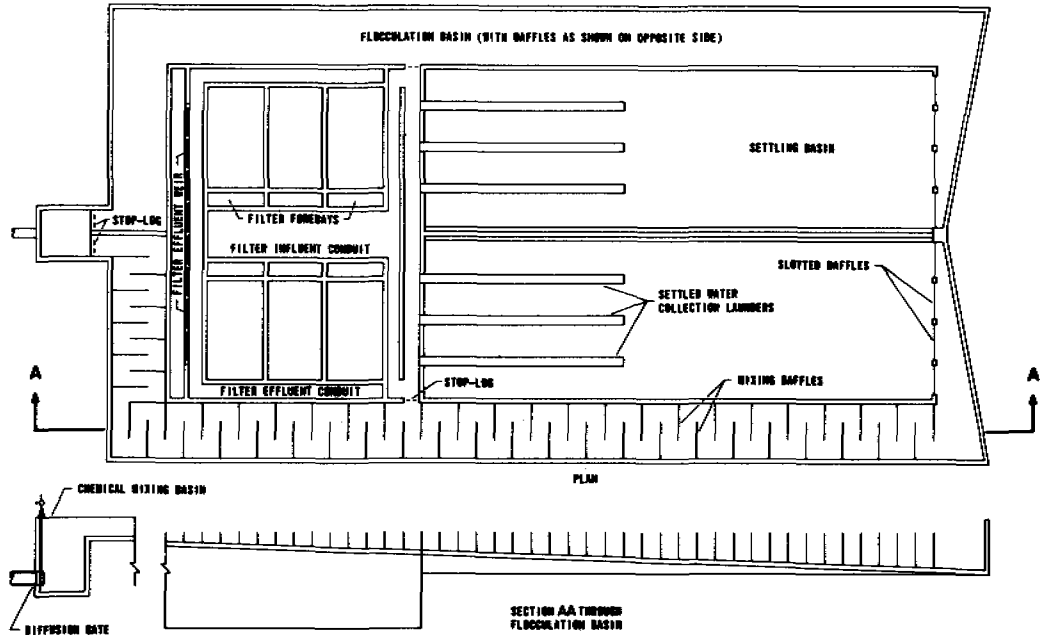 FLOCCULATION BASIN (WITH BAFFLES AS SHOWN ON OPPOSITE SIDE)
SETTLING BASIN
STOP-LOG
FILTER EFFLUENT WEIR
FILTER FOREBAYS
FILTER INFLUENT CONDUIT
SLOTTED BAFFLES
SETTLED WATER
COLLECTION LAUNDERS
A
A
FILTER EFFLUENT CONDUIT
STOP-LOG
MIXING BAFFLES
PLAN
CHEMICAL MIXING BASIN
SECTION AA THROUGH
FLOCCULATION BASIN
DIFFUSION GATE